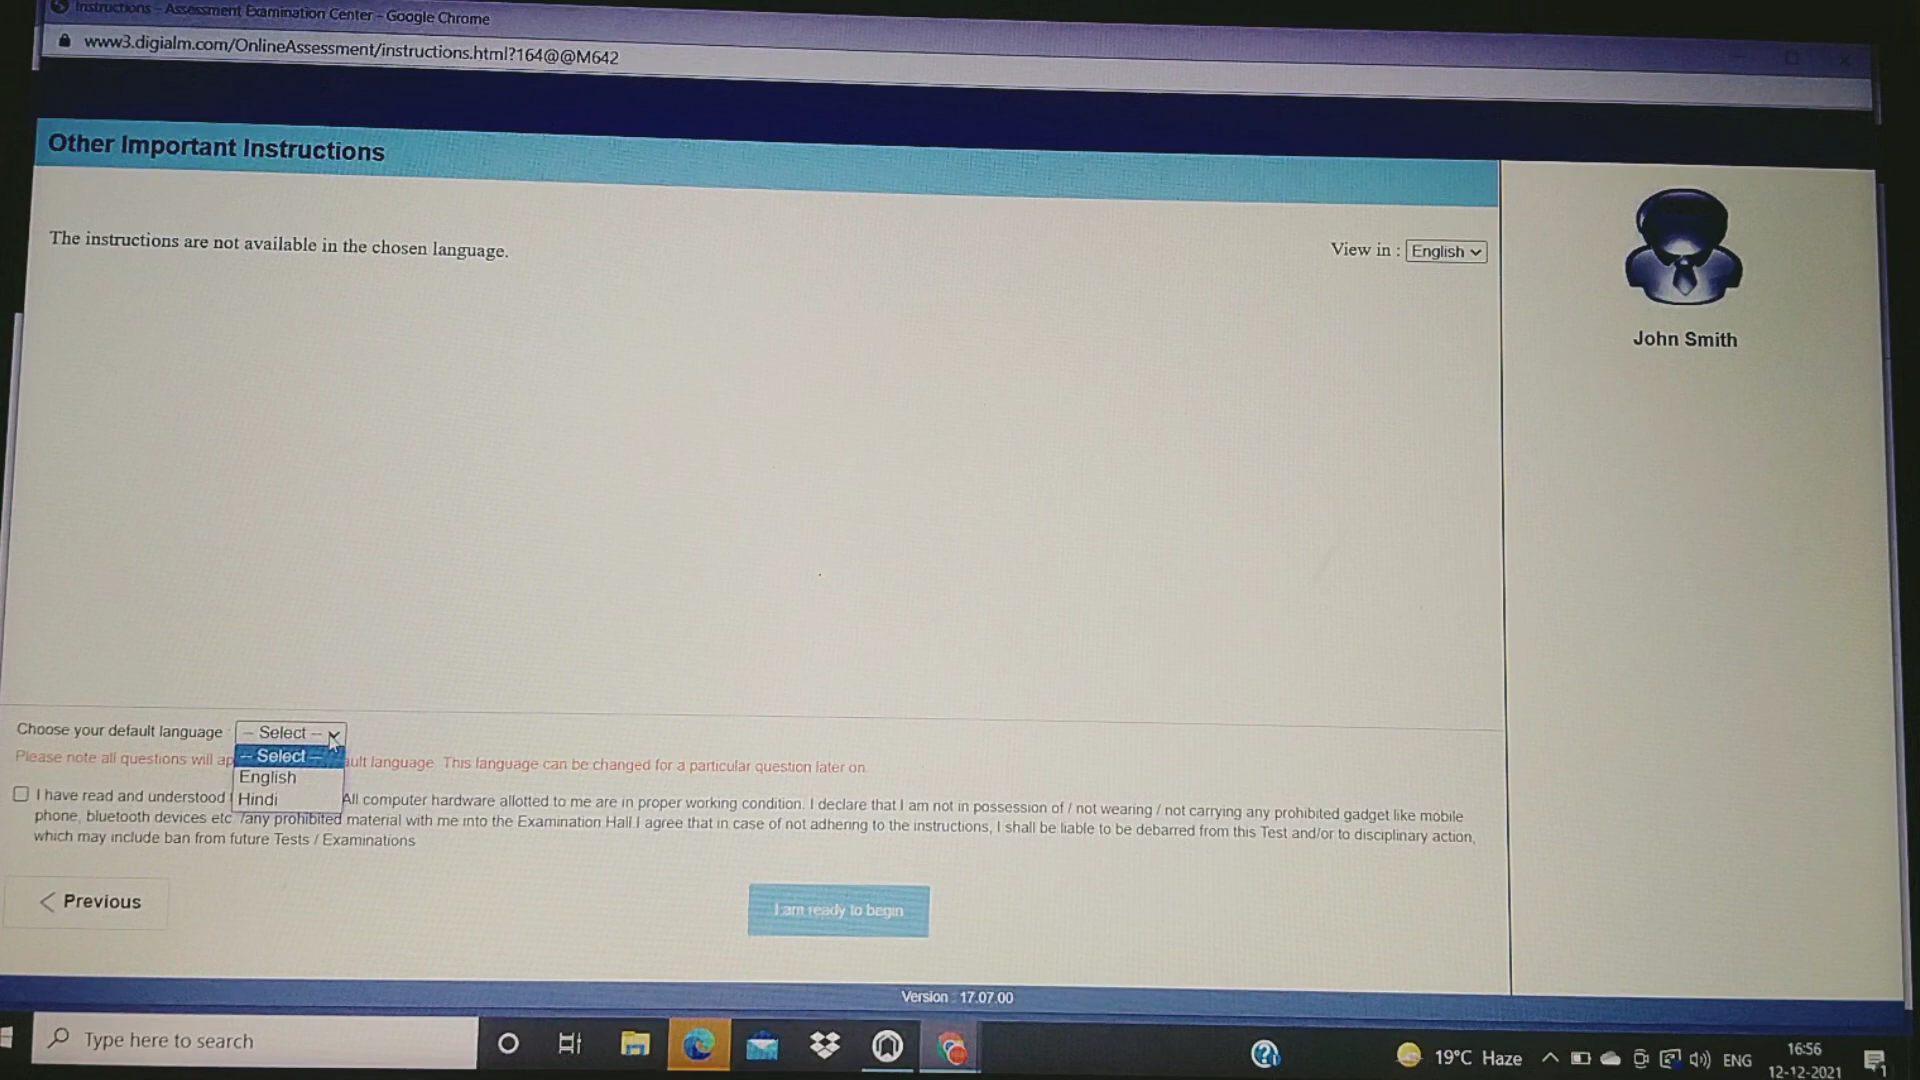 Instructions - Assessment Examination Center - Google Chrome
www3.digialm.com/OnlineAssessment/instructions.html?164@@M642
Other Important Instructions
The instructions are not available in the chosen language.
View in : English
John Smith
Choose your default language -- Select --
-- Select --
English
Hindi
Please note all questions will ap ault language. This language can be changed for a particular question later on
I have read and understood All computer hardware allotted to me are in proper working condition. I declare that I am not in possession of / not wearing / not carrying any prohibited gadget like mobile
phone, bluetooth devices etc. /any prohibited material with me into the Examination Hall.I agree that in case of not adhering to the instructions, I shall be liable to be debarred from this Test and/or to disciplinary action,
which may include ban from future Tests / Examinations
< Previous
I am ready to begin
Version : 17.07.00
Type here to search
19°C Haze
ENG
16:56
12-12-2021
1